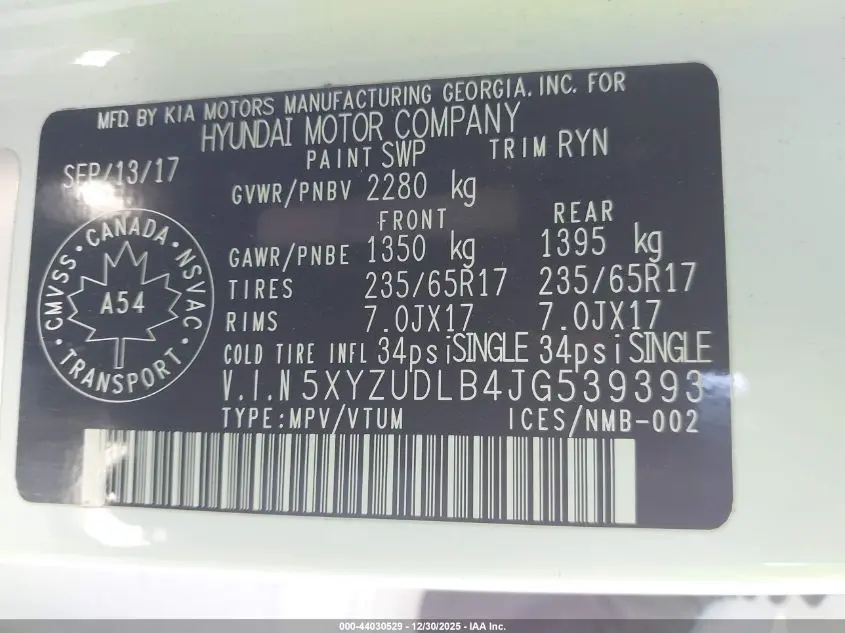 MFD. BY KIA MOTORS MANUFACTURING GEORGIA. INC. FOR
HYUNDAI MOTOR COMPANY
SEP/13/17 PAINT SWP TRIM RYN
GVWR/PNBV 2280 kg
FRONT REAR
GAWR/PNBE 1350 kg 1395 kg
TIRES 235/65R17 235/65R17
RIMS 7.0JX17 7.0JX17
COLD TIRE INFL 34psi SINGLE 34psi SINGLE
V.I.N 5XYZUDLB4JG539393
TYPE:MPV/VTUM ICES/NMB-002
CMVSS • CANADA • NSVAC • TRANSPORT •
A54
000-44030529 - 12/30/2025 - IAA Inc.